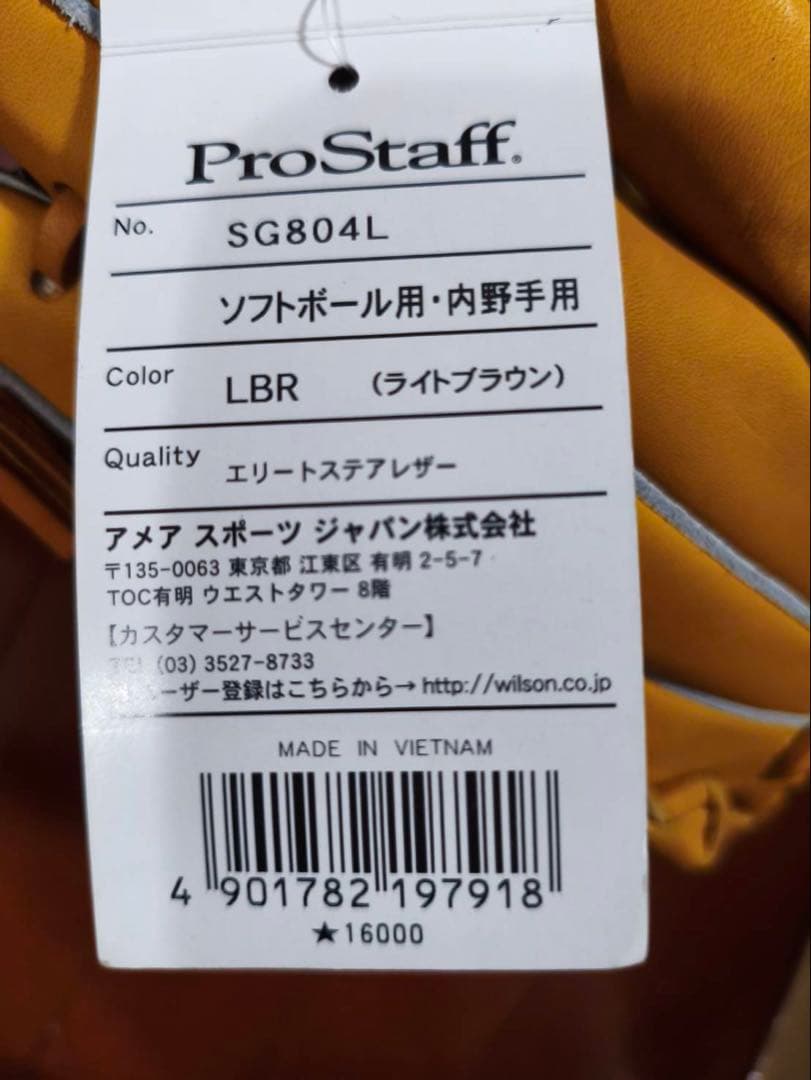 ProStaff®
No. SG804L
ソフトボール用・内野手用
Color LBR (ライトブラウン)
Quality エリートステアレザー
アメア スポーツ ジャパン株式会社
〒135-0063 東京都 江東区 有明 2-5-7
TOC有明 ウエストタワー 8階
【カスタマーサービスセンター】
TEL (03) 3527-8733
ーザー登録はこちらから→http://wilson.co.jp
MADE IN VIETNAM
4 901782 197918
★16000